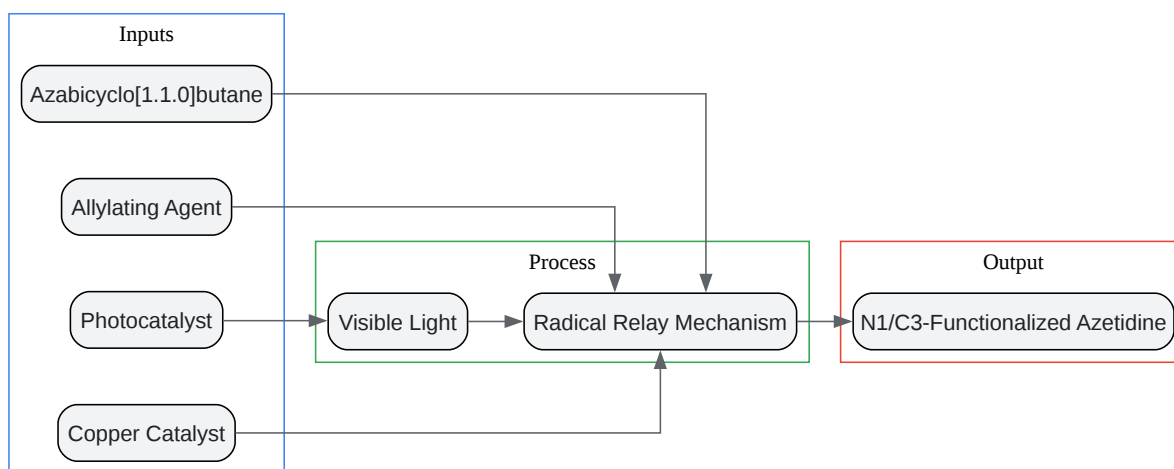 Inputs
Azabicyclo[1.1.0]butane
Allylating Agent
Process
Output
Photocatalyst
Visible Light
Radical Relay Mechanism
N1/C3-Functionalized Azetidine
Copper Catalyst